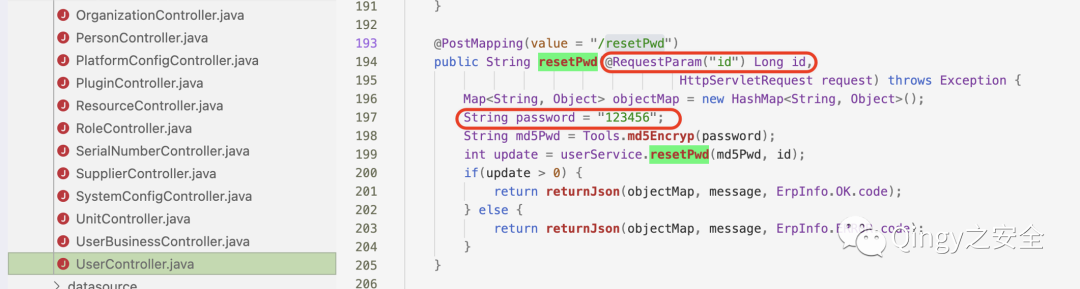 OrganizationController.java
PersonController.java
PlatformConfigController.java
PluginController.java
ResourceController.java
RoleController.java
SerialNumberController.java
SupplierController.java
SystemConfigController.java
UnitController.java
UserBusinessController.java
UserController.java
datasource
191 }
192
193 @PostMapping(value = "/resetPwd")
194 public String resetPwd(@RequestParam("id") Long id,
195 HttpServletRequest request) throws Exception {
196 Map<String, Object> objectMap = new HashMap<String, Object>();
197 String password = "123456";
198 String md5Pwd = Tools.md5Encryp(password);
199 int update = userService.resetPwd(md5Pwd, id);
200 if(update > 0) {
201 return returnJson(objectMap, message, ErpInfo.OK.code);
202 } else {
203 return returnJson(objectMap, message, ErpInfo. .code);
204 }
205 }
Qingy之安全